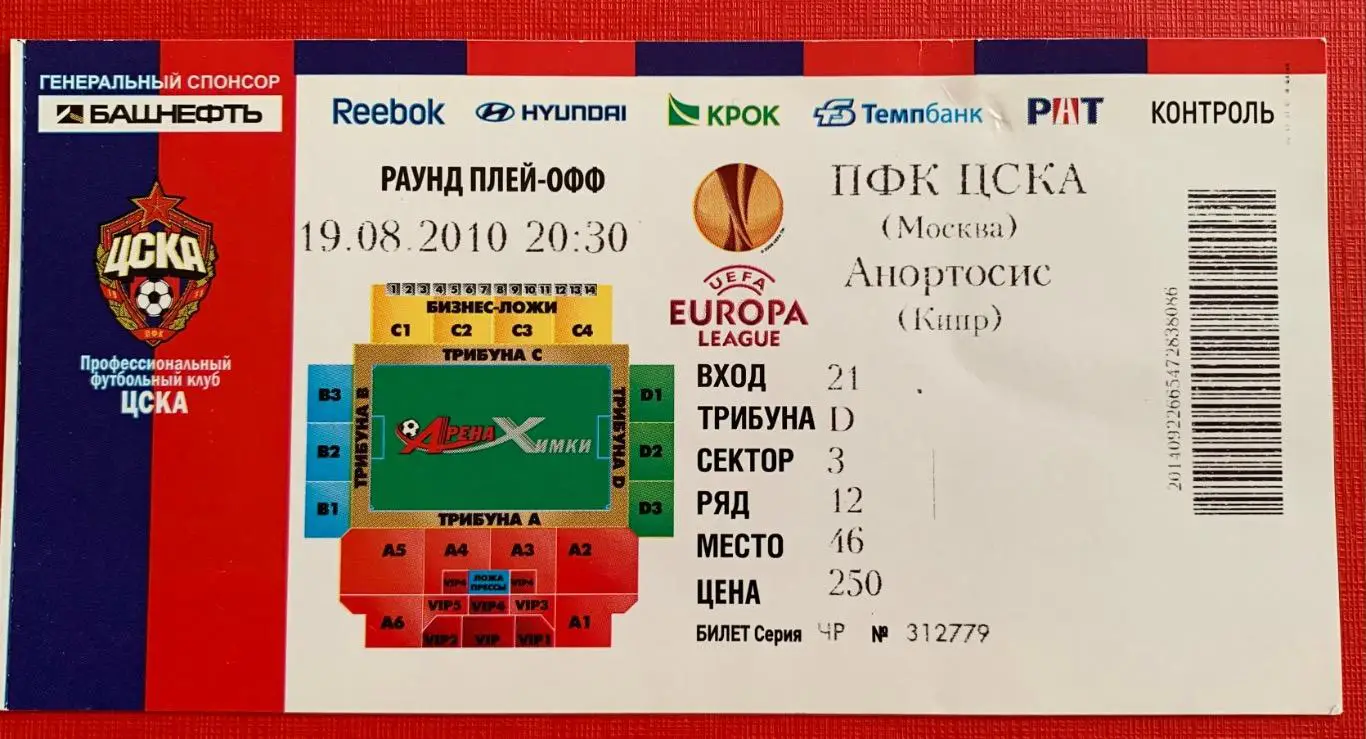 ГЕНЕРАЛЬНЫЙ СПОНСОР
БАШНЕФТЬ
ЦСКА
ПФК
Профессиональный
футбольный клуб
ЦСКА
Reebok HYUNDAI КРОК Темпбанк РАТ КОНТРОЛЬ
РАУНД ПЛЕЙ-ОФФ
19.08.2010 20:30
1 2 3 4 5 6 7 8 9 10 11 12 13 14
БИЗНЕС-ЛОЖИ
C1 C2 C3 C4
ТРИБУНА С
B3
B2
B1
ТРИБУНА В
АРЕНА ХИМКИ
ТРИБУНА D
D1
D2
D3
ТРИБУНА А
A5 A4 A3 A2
VIP6 ЛОЖА ПРЕССЫ
VIP5 VIP4 VIP3
A6 A1
VIP2 VIP VIP1
UEFA
EUROPA
LEAGUE
ПФК ЦСКА
(Москва)
Анортосис
(Кипр)
ВХОД 21
ТРИБУНА D
СЕКТОР 3
РЯД 12
МЕСТО 46
ЦЕНА 250
БИЛЕТ Серия ЧР № 312779
20140922665472838086